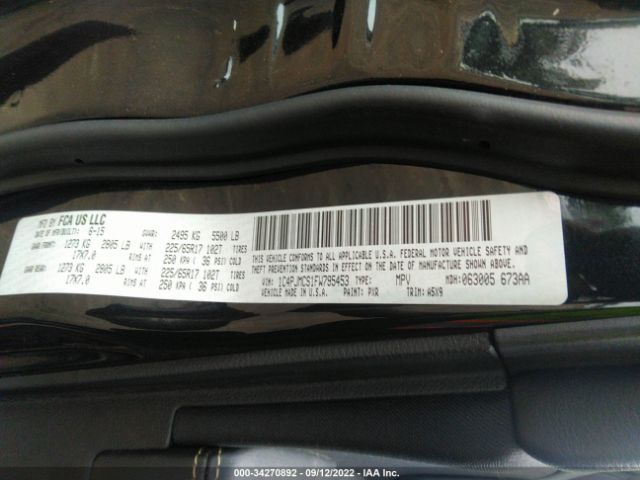 MFD BY: FCA US LLC
DATE OF MFR/BUILT: 6-15 GVWR: 2495 KG 5500 LB
GAWR FRONT: 1273 KG 2805 LB WITH 225/65R17 102T TIRES
17X7.0 RIMS AT 250 KPA ( 36 PSI) COLD
GAWR REAR: 1273 KG 2805 LB WITH 225/65R17 102T TIRES
17X7.0 RIMS AT 250 KPA ( 36 PSI) COLD
THIS VEHICLE CONFORMS TO ALL APPLICABLE U.S.A. FEDERAL MOTOR VEHICLE SAFETY AND
THEFT PREVENTION STANDARDS IN EFFECT ON THE DATE OF MANUFACTURE SHOWN ABOVE.
VIN: 1C4PJMCS1FW795453 TYPE: MPV MDH: 063005 673AA
VEHICLE MADE IN U.S.A. PAINT: PXR TRIM: A5X9
000-34270892 - 09/12/2022 - IAA Inc.